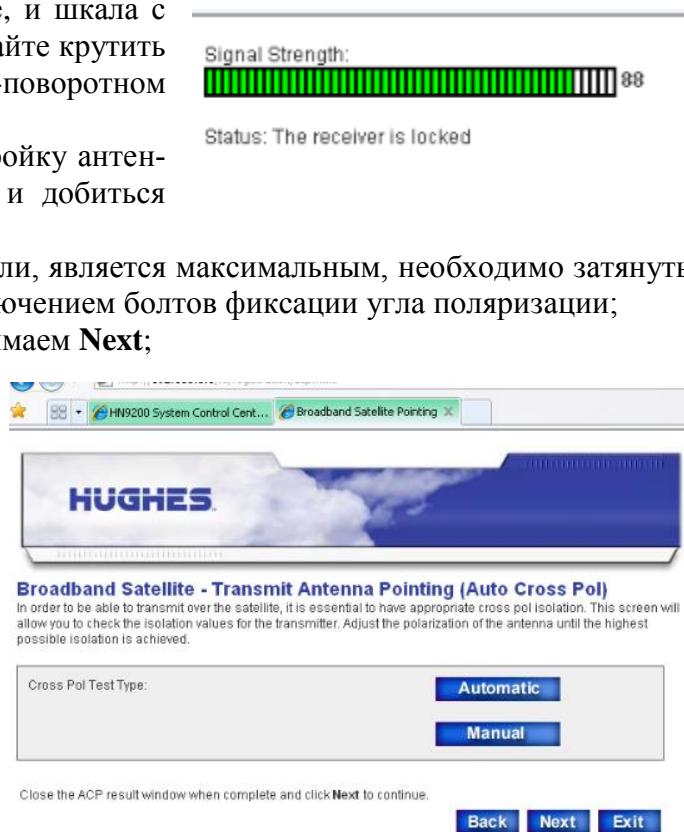 е, и шкала с
айте крутить
-поворотном
ройку антен-
и добиться
Signal Strength:
88
Status: The receiver is locked
ли, является максимальным, необходимо затянуть
лючением болтов фиксации угла поляризации;
имаем Next;
HN9200 System Control Cent...
Broadband Satellite Pointing
HUGHES
Broadband Satellite - Transmit Antenna Pointing (Auto Cross Pol)
In order to be able to transmit over the satellite, it is essential to have appropriate cross pol isolation. This screen will
allow you to check the isolation values for the transmitter. Adjust the polarization of the antenna until the highest
possible isolation is achieved.
Cross Pol Test Type:
Automatic
Manual
Close the ACP result window when complete and click Next to continue.
Back Next Exit